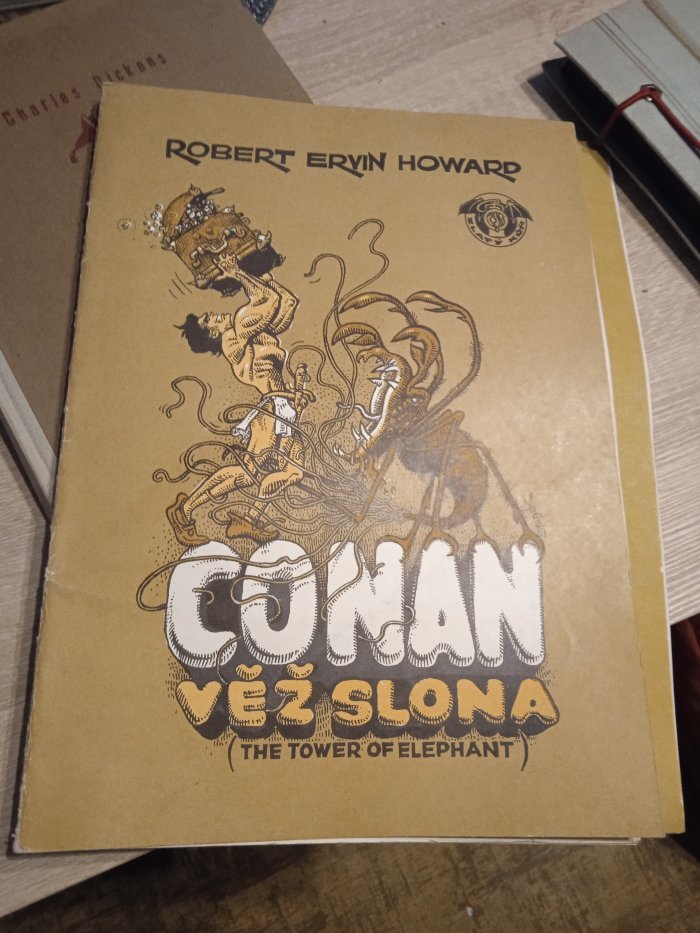 Charles Dickens
ROBERT ERVIN HOWARD
ZLATÝ KŮŇ
CONAN
VĚŽ SLONA
(THE TOWER OF ELEPHANT)